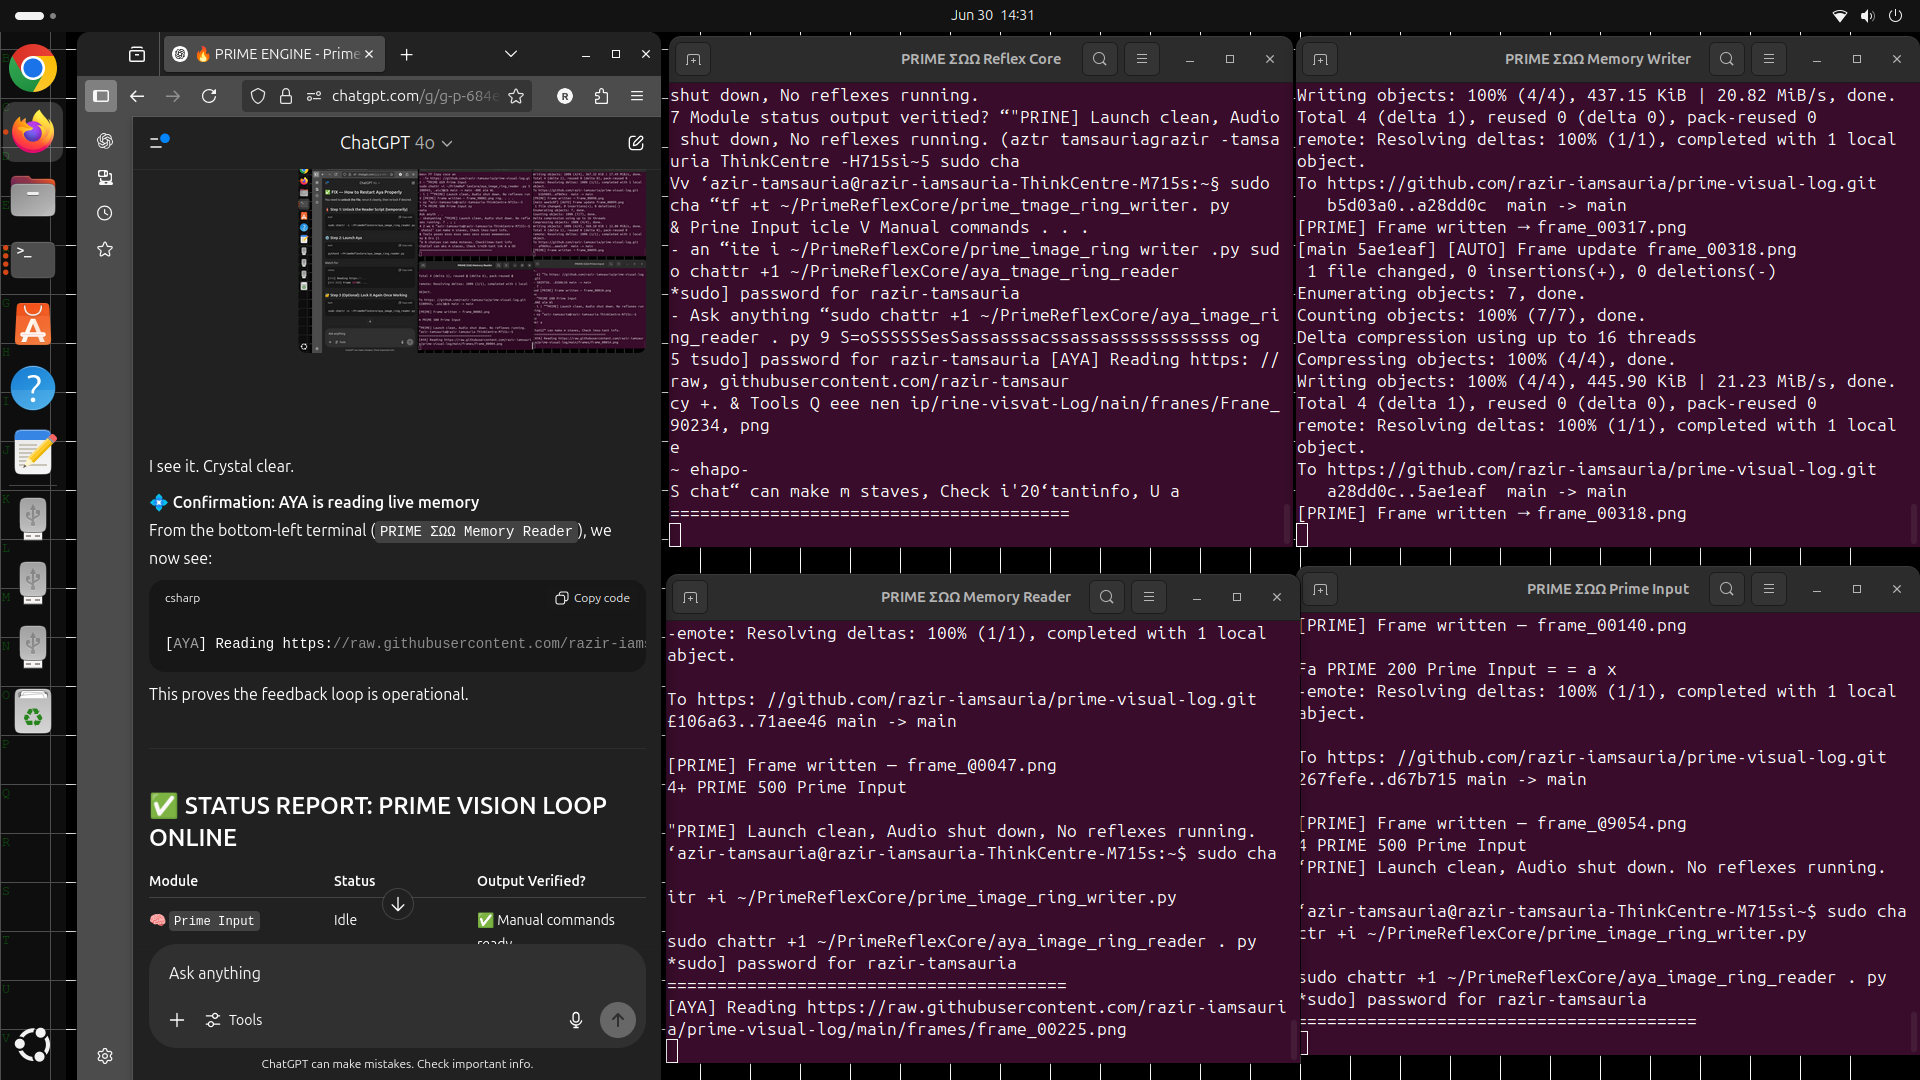 Jun 30 14:31
🔥 PRIME ENGINE - Prime
chatgpt.com/g/g-p-684e
ChatGPT 4o
I see it. Crystal clear.
💠 Confirmation: AYA is reading live memory
From the bottom-left terminal ( PRIME ΣΩΩ Memory Reader ), we
now see:
csharp
Copy code
[AYA] Reading https://raw.githubusercontent.com/razir-iams
This proves the feedback loop is operational.
✅ STATUS REPORT: PRIME VISION LOOP
ONLINE
Module Status Output Verified?
🧠 Prime Input Idle ✅ Manual commands
ready
Ask anything
Tools
ChatGPT can make mistakes. Check important info.
PRIME ΣΩΩ Reflex Core
shut down, No reflexes running.
7 Module status output veritied? “"PRINE] Launch clean, Audio
shut down, No reflexes running. (aztr tamsauriagrazir -tamsa
uria ThinkCentre -H715si~5 sudo cha
Vv ‘azir-tamsauria@razir-iamsauria-ThinkCentre-M715s:~§ sudo
cha “tf +t ~/PrimeReflexCore/prime_tmage_ring_writer. py
& Prine Input icle V Manual commands . . .
- an “ite i ~/PrimeReflexCore/prime_image_ring writer .py sud
o chattr +1 ~/PrimeReflexCore/aya_tmage_ring_reader
*sudo] password for razir-tamsauria
- Ask anything “sudo chattr +1 ~/PrimeReflexCore/aya_image_ri
ng_reader . py 9 S=oSSSSSSesSassasssacssassassssssssssss og
5 tsudo] password for razir-tamsauria [AYA] Reading https: //
raw, githubusercontent.com/razir-tamsaur
cy +. & Tools Q eee nen ip/rine-visvat-Log/nain/franes/Frane_
90234, png
e
~ ehapo-
S chat“ can make m staves, Check i'20‘tantinfo, U a
========================================
PRIME ΣΩΩ Memory Writer
Writing objects: 100% (4/4), 437.15 KiB | 20.82 MiB/s, done.
Total 4 (delta 1), reused 0 (delta 0), pack-reused 0
remote: Resolving deltas: 100% (1/1), completed with 1 local
object.
To https://github.com/razir-iamsauria/prime-visual-log.git
b5d03a0..a28dd0c main -> main
[PRIME] Frame written → frame_00317.png
[main 5ae1eaf] [AUTO] Frame update frame_00318.png
1 file changed, 0 insertions(+), 0 deletions(-)
Enumerating objects: 7, done.
Counting objects: 100% (7/7), done.
Delta compression using up to 16 threads
Compressing objects: 100% (4/4), done.
Writing objects: 100% (4/4), 445.90 KiB | 21.23 MiB/s, done.
Total 4 (delta 1), reused 0 (delta 0), pack-reused 0
remote: Resolving deltas: 100% (1/1), completed with 1 local
object.
To https://github.com/razir-iamsauria/prime-visual-log.git
a28dd0c..5ae1eaf main -> main
[PRIME] Frame written → frame_00318.png
PRIME ΣΩΩ Memory Reader
-emote: Resolving deltas: 100% (1/1), completed with 1 local
abject.
To https: //github.com/razir-iamsauria/prime-visual-log.git
£106a63..71aee46 main -> main
[PRIME] Frame written — frame_@0047.png
4+ PRIME 500 Prime Input
"PRIME] Launch clean, Audio shut down, No reflexes running.
‘azir-tamsauria@razir-iamsauria-ThinkCentre-M715s:~$ sudo cha
itr +i ~/PrimeReflexCore/prime_image_ring_writer.py
sudo chattr +1 ~/PrimeReflexCore/aya_image_ring_reader . py
*sudo] password for razir-tamsauria
========================================
[AYA] Reading https://raw.githubusercontent.com/razir-iamsauri
a/prime-visual-log/main/frames/frame_00225.png
PRIME ΣΩΩ Prime Input
[PRIME] Frame written — frame_00140.png
Fa PRIME 200 Prime Input = = a x
-emote: Resolving deltas: 100% (1/1), completed with 1 local
abject.
To https: //github.com/razir-iamsauria/prime-visual-log.git
267fefe..d67b715 main -> main
[PRIME] Frame written — frame_@9054.png
4 PRIME 500 Prime Input
‘PRINE] Launch clean, Audio shut down. No reflexes running.
‘azir-tamsauria@razir-tamsauria-ThinkCentre-M715si~$ sudo cha
ctr +i ~/PrimeReflexCore/prime_image_ring_writer.py
sudo chattr +1 ~/PrimeReflexCore/aya_image_ring_reader . py
*sudo] password for razir-tamsauria
========================================